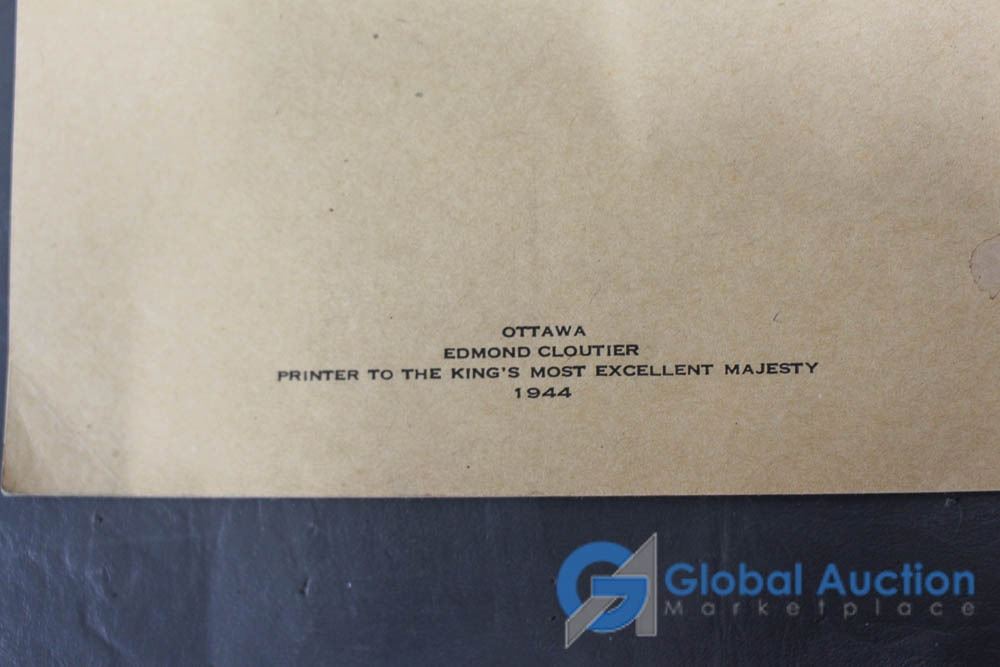 OTTAWA
EDMOND CLOUTIER
PRINTER TO THE KING'S MOST EXCELLENT MAJESTY
1944
Global Auction
Marketplace